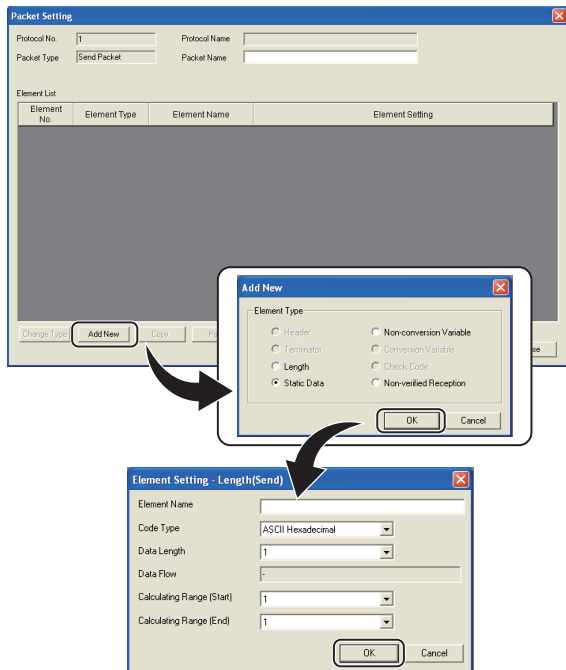 Packet Setting
Protocol No. 1 Protocol Name
Packet Type Send Packet Packet Name
Element List
Element No. Element Type Element Name Element Setting
Change Type Add New Copy
Add New
Element Type
Header Non-conversion Variable
Terminator Conversion Variable
Length Check Code
Static Data Non-verified Reception
OK Cancel
Element Setting - Length(Send)
Element Name
Code Type ASCII Hexadecimal
Data Length 1
Data Flow -
Calculating Range (Start) 1
Calculating Range (End) 1
OK Cancel